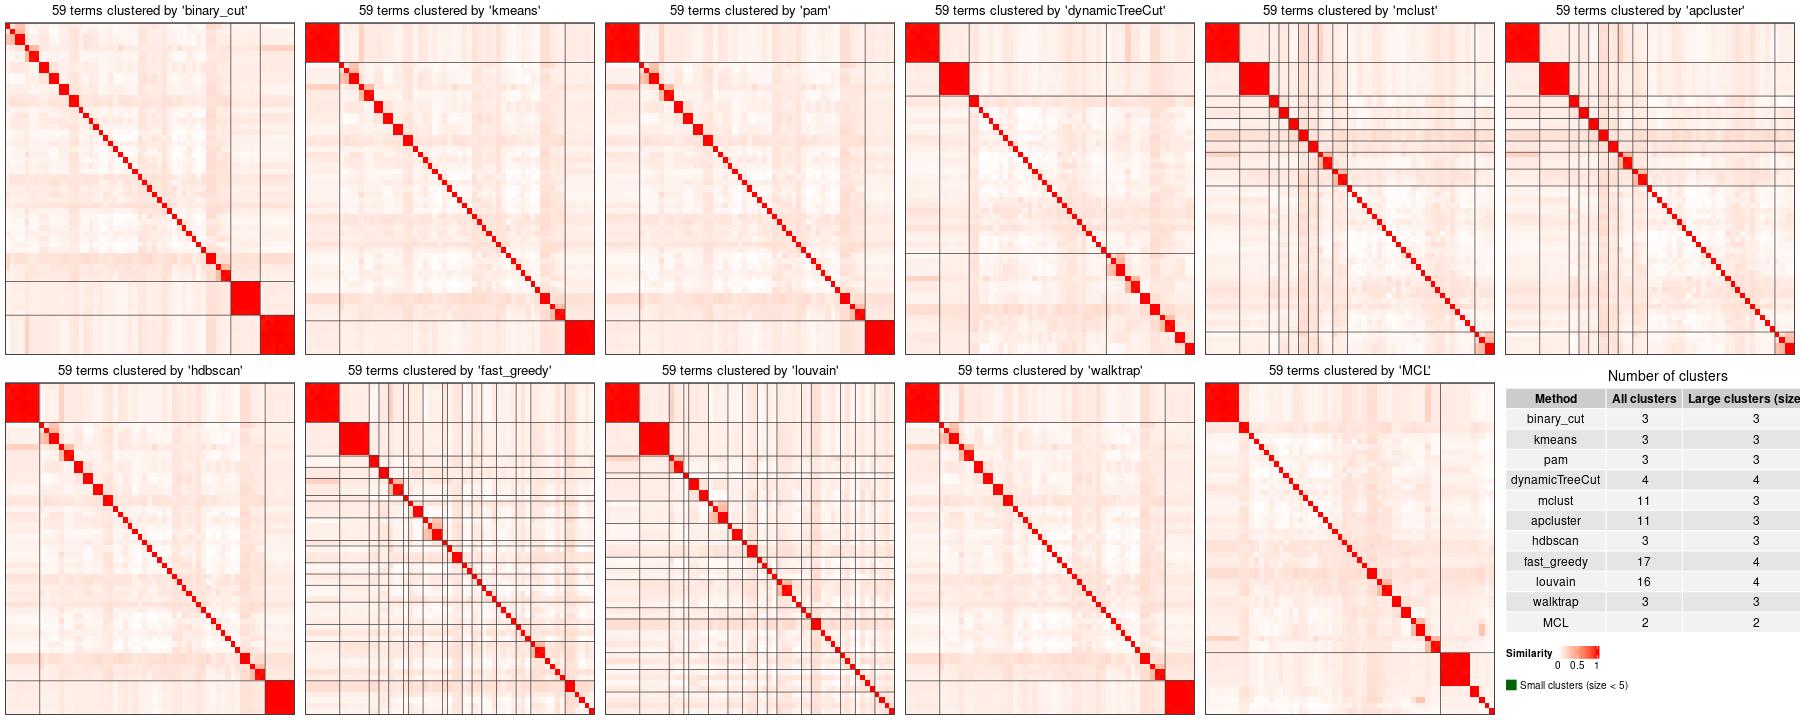 59 terms clustered by 'binary_cut'
59 terms clustered by 'kmeans'
59 terms clustered by 'pam'
59 terms clustered by 'dynamicTreeCut'
59 terms clustered by 'mclust'
59 terms clustered by 'apcluster'
59 terms clustered by 'hdbscan'
59 terms clustered by 'fast_greedy'
59 terms clustered by 'louvain'
59 terms clustered by 'walktrap'
59 terms clustered by 'MCL'
Number of clusters
Method All clusters Large clusters (size
binary_cut 3 3
kmeans 3 3
pam 3 3
dynamicTreeCut 4 4
mclust 11 3
apcluster 11 3
hdbscan 3 3
fast_greedy 17 4
louvain 16 4
walktrap 3 3
MCL 2 2
Similarity
0 0.5 1
Small clusters (size < 5)